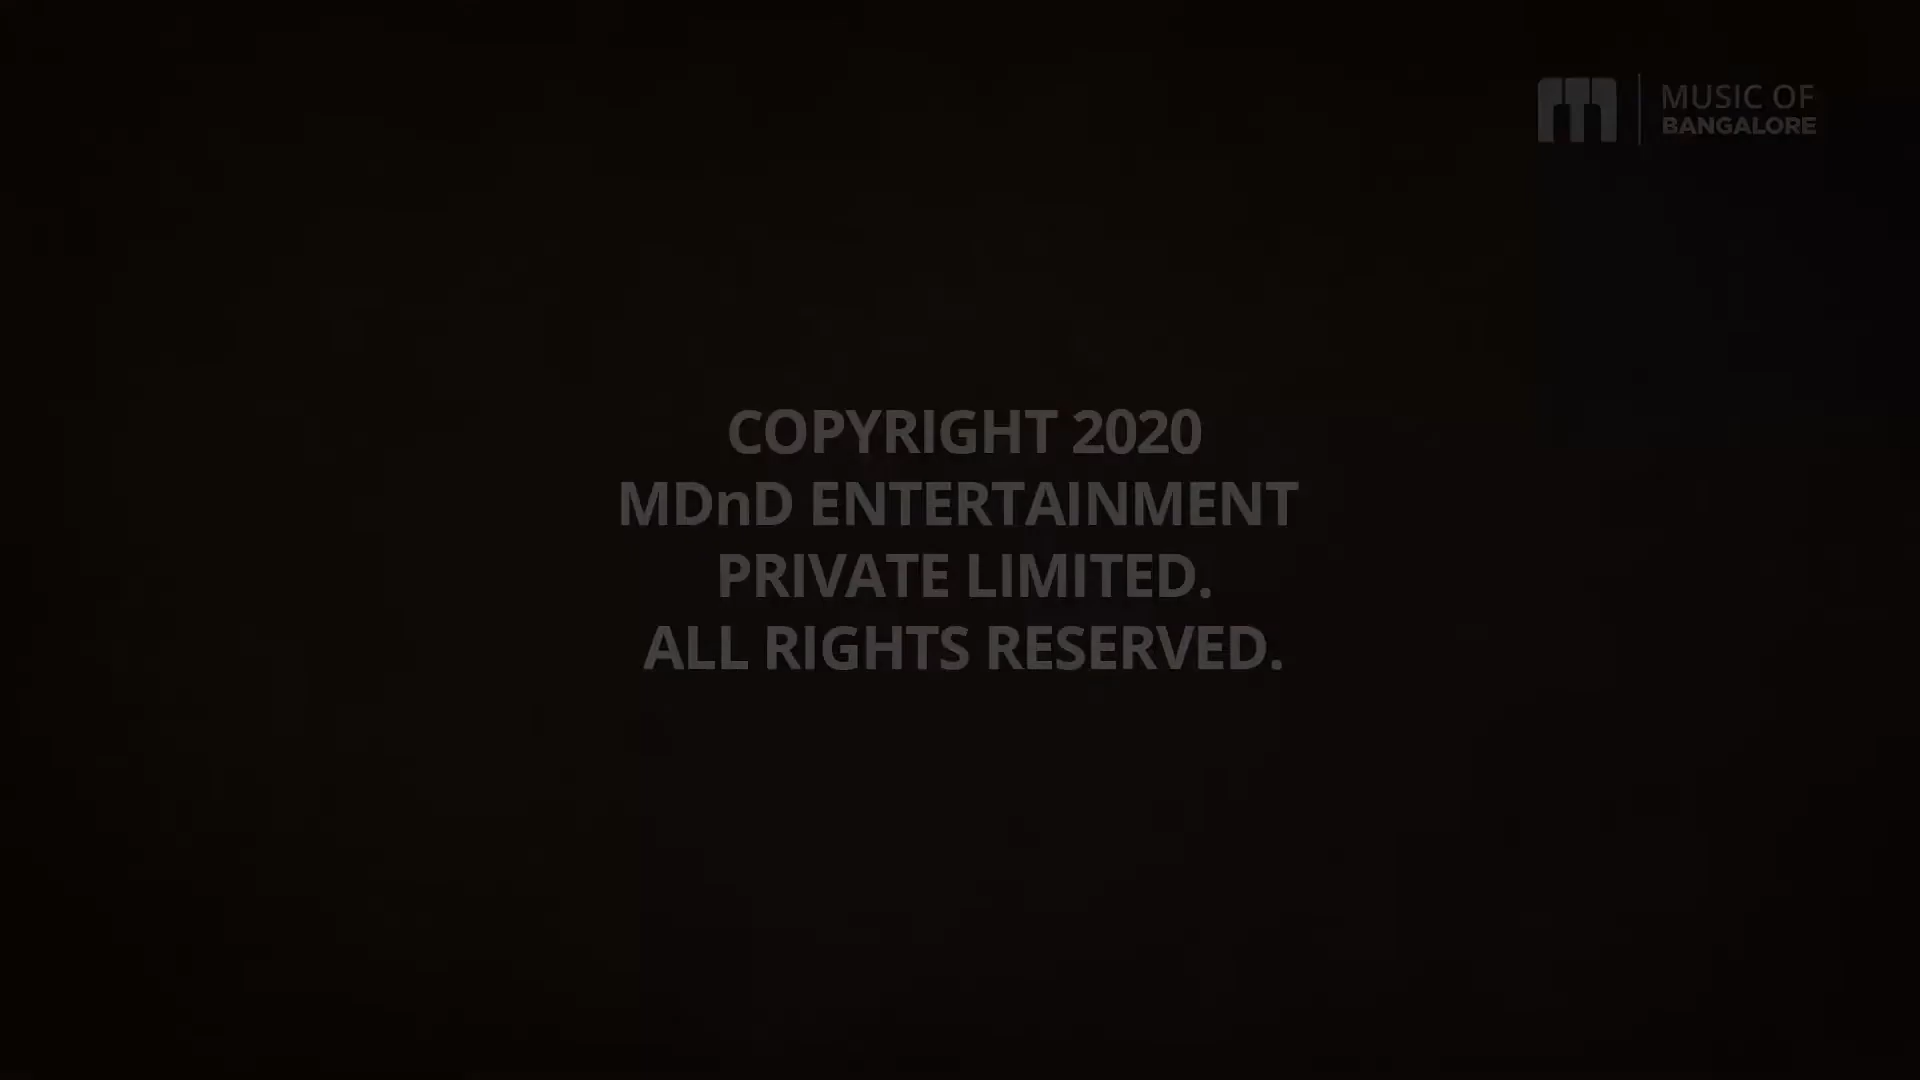 MUSIC OF
BANGALORE
COPYRIGHT 2020
MDnD ENTERTAINMENT
PRIVATE LIMITED.
ALL RIGHTS RESERVED.